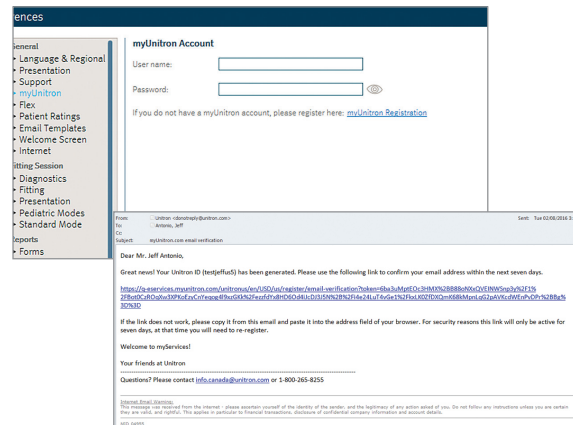 ences
General
Language & Regional
Presentation
Support
myUnitron
Flex
Patient Ratings
Email Templates
Welcome Screen
Internet
itting Session
Diagnostics
Fitting
Presentation
Pediatric Modes
Standard Mode
Reports
Forms
myUnitron Account
User name:
Password:
If you do not have a myUnitron account, please register here: myUnitron Registration
From: Unitron <donotreply@unitron.com>
Sent: Tue 02/08/2016 3:
To: Antonio, Jeff
Cc:
Subject: myUnitron.com email verification
Dear Mr. Jeff Antonio,
Great news! Your Unitron ID (testjeffus5) has been generated. Please use the following link to confirm your email address within the next seven days.
If the link does not work, please copy it from this email and paste it into the address field of your browser. For security reasons this link will only be active for
seven days, at that time you will need to re-register.
Welcome to myServices!
Your friends at Unitron
Questions? Please contact info.canada@unitron.com or 1-800-265-8255
Internet Email Warning:
This message was received from the internet - please ascertain yourself of the identity of the sender, and the legitimacy of any action asked of you. Do not follow any instructions unless you are certain
they are valid, and rightful. This applies in particular to financial transactions, disclosure of confidential company information and account details.